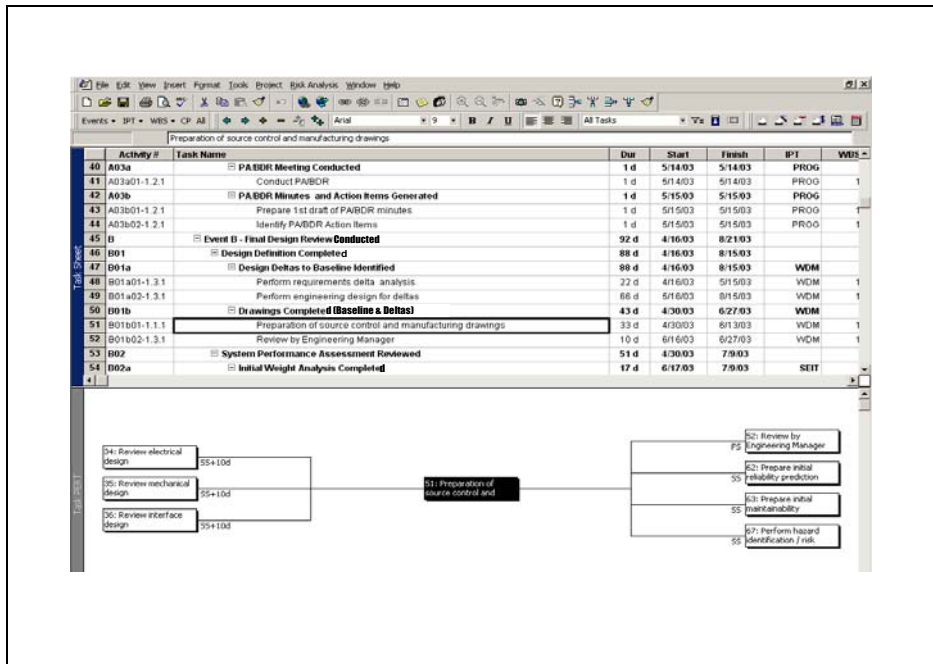 File Edit View Insert Format Tools Project Risk Analysis Window Help
Events IPT WBS CP All Arial 9 B I U All Tasks
Preparation of source control and manufacturing drawings
Activity # Task Name Dur Start Finish IPT WBS
40 A03a PA/BDR Meeting Conducted 1 d 5/14/03 5/14/03 PROG
41 A03a01-1.2.1 Conduct PA/BDR 1 d 5/14/03 5/14/03 PROG 1
42 A03b PA/BDR Minutes and Action Items Generated 1 d 5/15/03 5/15/03 PROG
43 A03b01-1.2.1 Prepare 1st draft of PA/BDR minutes 1 d 5/15/03 5/15/03 PROG 1
44 A03b02-1.2.1 Identify PA/BDR Action Items 1 d 5/15/03 5/15/03 PROG 1
45 B Event B - Final Design Review Conducted 92 d 4/16/03 8/21/03
46 B01 Design Definition Completed 88 d 4/16/03 8/15/03
47 B01a Design Deltas to Baseline Identified 88 d 4/16/03 8/15/03 WDM
48 B01a01-1.3.1 Perform requirements delta analysis 22 d 4/16/03 5/15/03 WDM 1
49 B01a02-1.3.1 Perform engineering design for deltas 66 d 5/16/03 8/15/03 WDM 1
50 B01b Drawings Completed (Baseline & Deltas) 43 d 4/30/03 6/27/03 WDM
51 B01b01-1.1.1 Preparation of source control and manufacturing drawings 33 d 4/30/03 6/13/03 WDM 1
52 B01b02-1.3.1 Review by Engineering Manager 10 d 6/16/03 6/27/03 WDM 1
53 B02 System Performance Assessment Reviewed 51 d 4/30/03 7/9/03
54 B02a Initial Weight Analysis Completed 17 d 6/17/03 7/9/03 SEIT
Task Sheet
Task PERT
34: Review electrical
design
SS+10d
35: Review mechanical
design
SS+10d
36: Review interface
design
SS+10d
51: Preparation of
source control and
52: Review by
Engineering Manager
FS
62: Prepare initial
reliability prediction
SS
63: Prepare initial
maintainability
SS
67: Perform hazard
identification / risk
SS